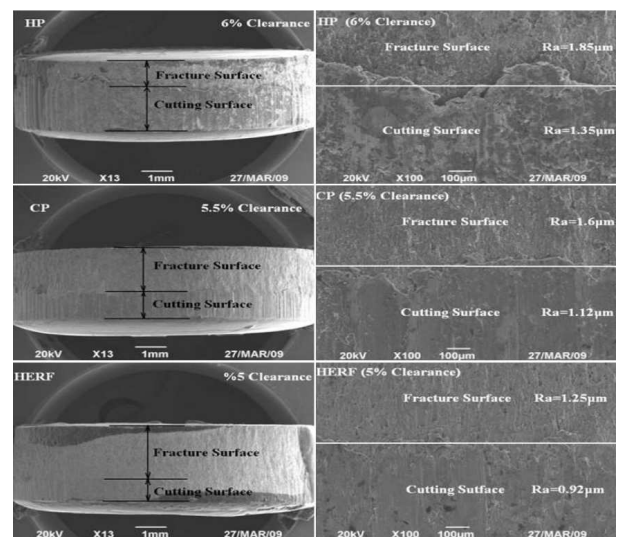 HP 6% Clearance
Fracture Surface
Cutting Surface
20kV X13 1mm 27/MAR/09
HP (6% Clerance)
Fracture Surface Ra=1.85µm
Cutting Surface Ra=1.35µm
20kV X100 100µm 27/MAR/09
CP 5.5% Clearance
Fracture Surface
Cutting Surface
20kV X13 1mm 27/MAR/09
CP (5.5% Clearance)
Fracture Surface Ra=1.6µm
Cutting Surface Ra=1.12µm
20kV X100 100µm 27/MAR/09
HERF %5 Clearance
Fracture Surface
Cutting Surface
20kV X13 1mm 27/MAR/09
HERF (5% Clearance)
Fracture Surface Ra=1.25µm
Cutting Sutface Ra=0.92µm
20kV X100 100µm 27/MAR/09